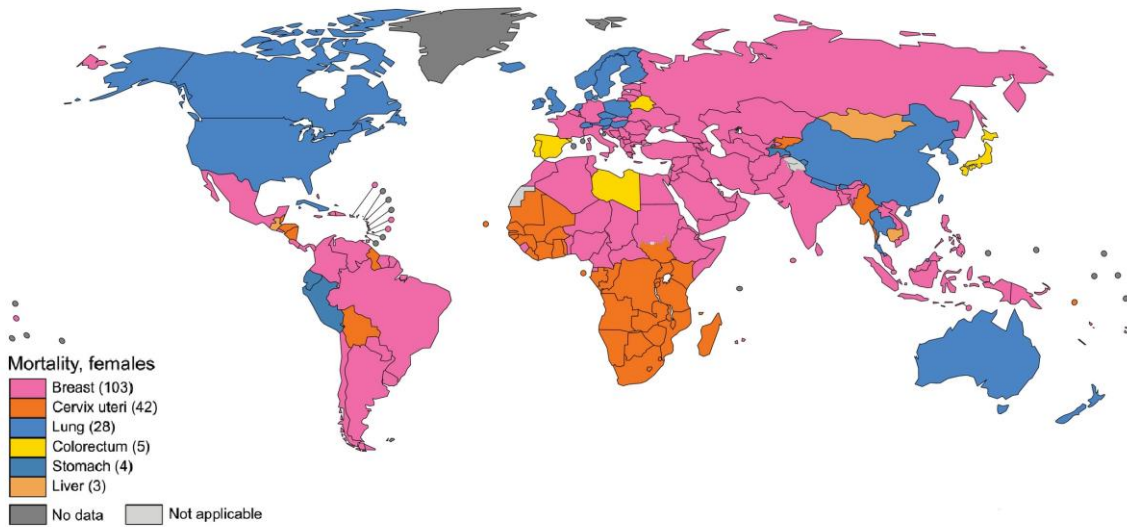 Mortality, females
Breast (103)
Cervix uteri (42)
Lung (28)
Colorectum (5)
Stomach (4)
Liver (3)
No data Not applicable